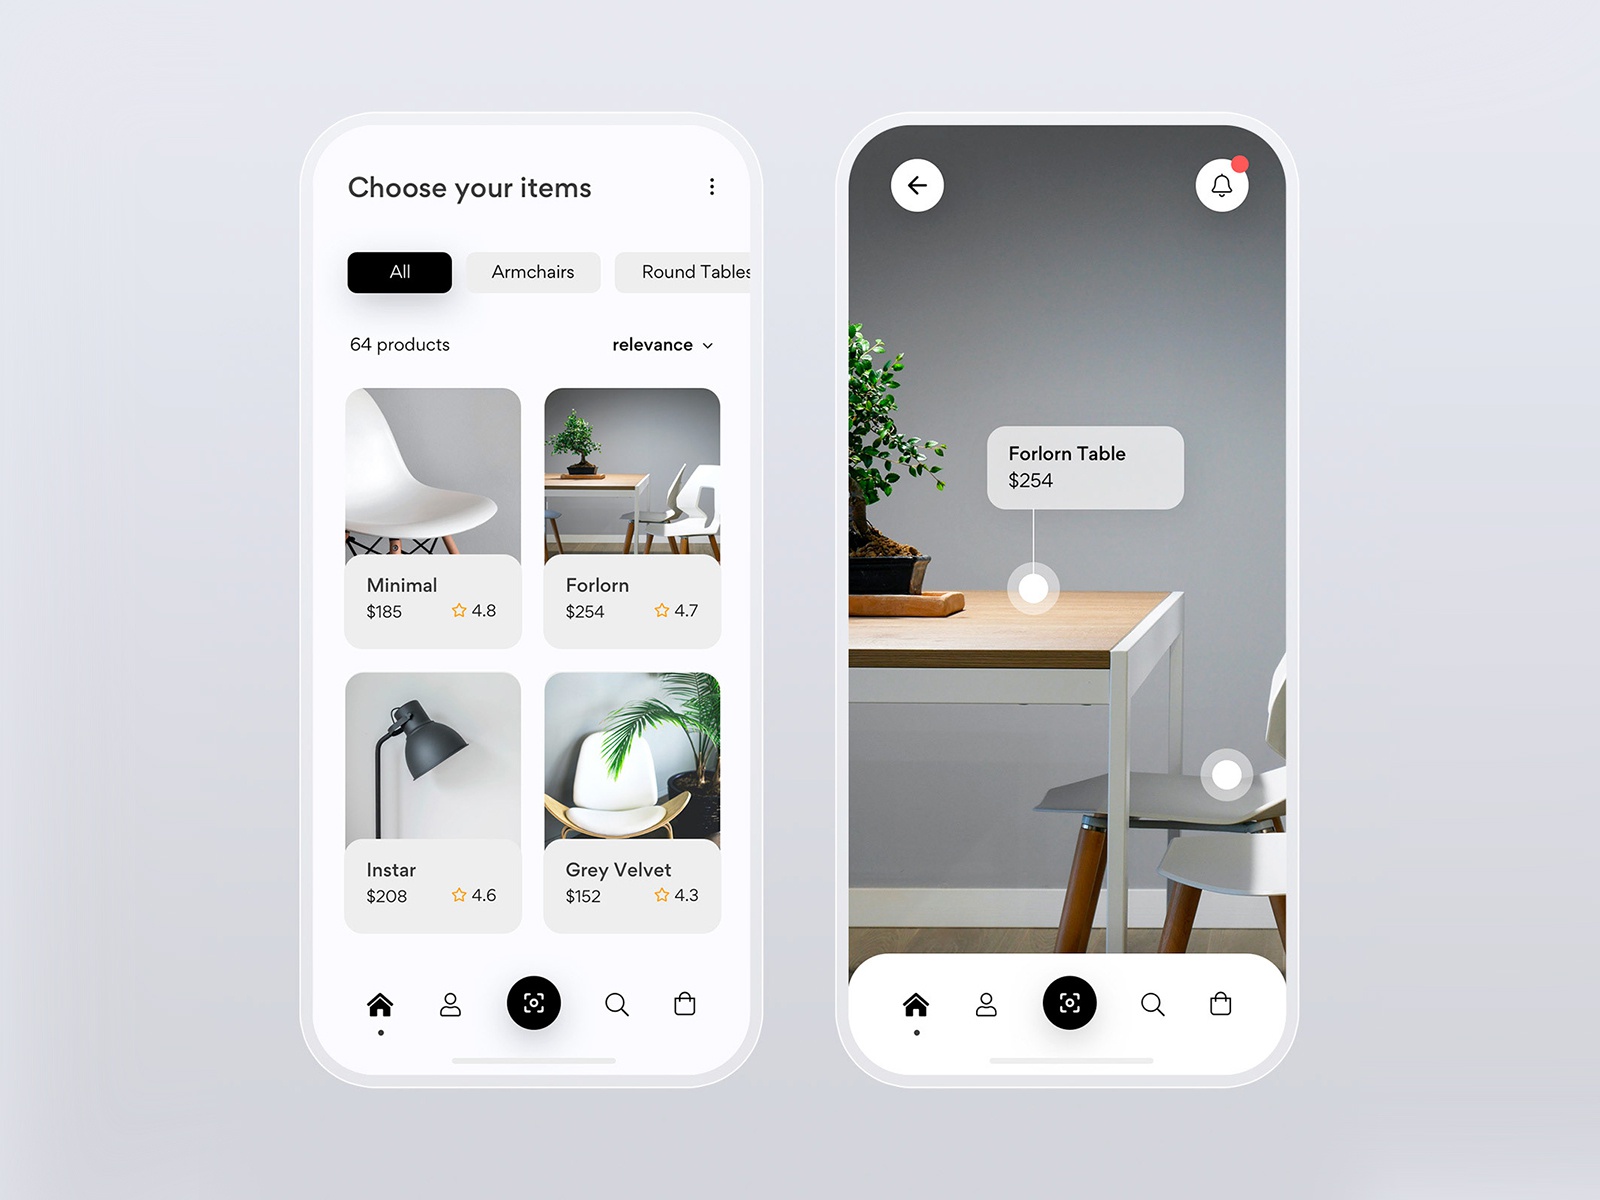 Choose your items
All
Armchairs
Round Tables
64 products
relevance
Minimal
$185
4.8
Forlorn
$254
4.7
Instar
$208
4.6
Grey Velvet
$152
4.3
Forlorn Table
$254